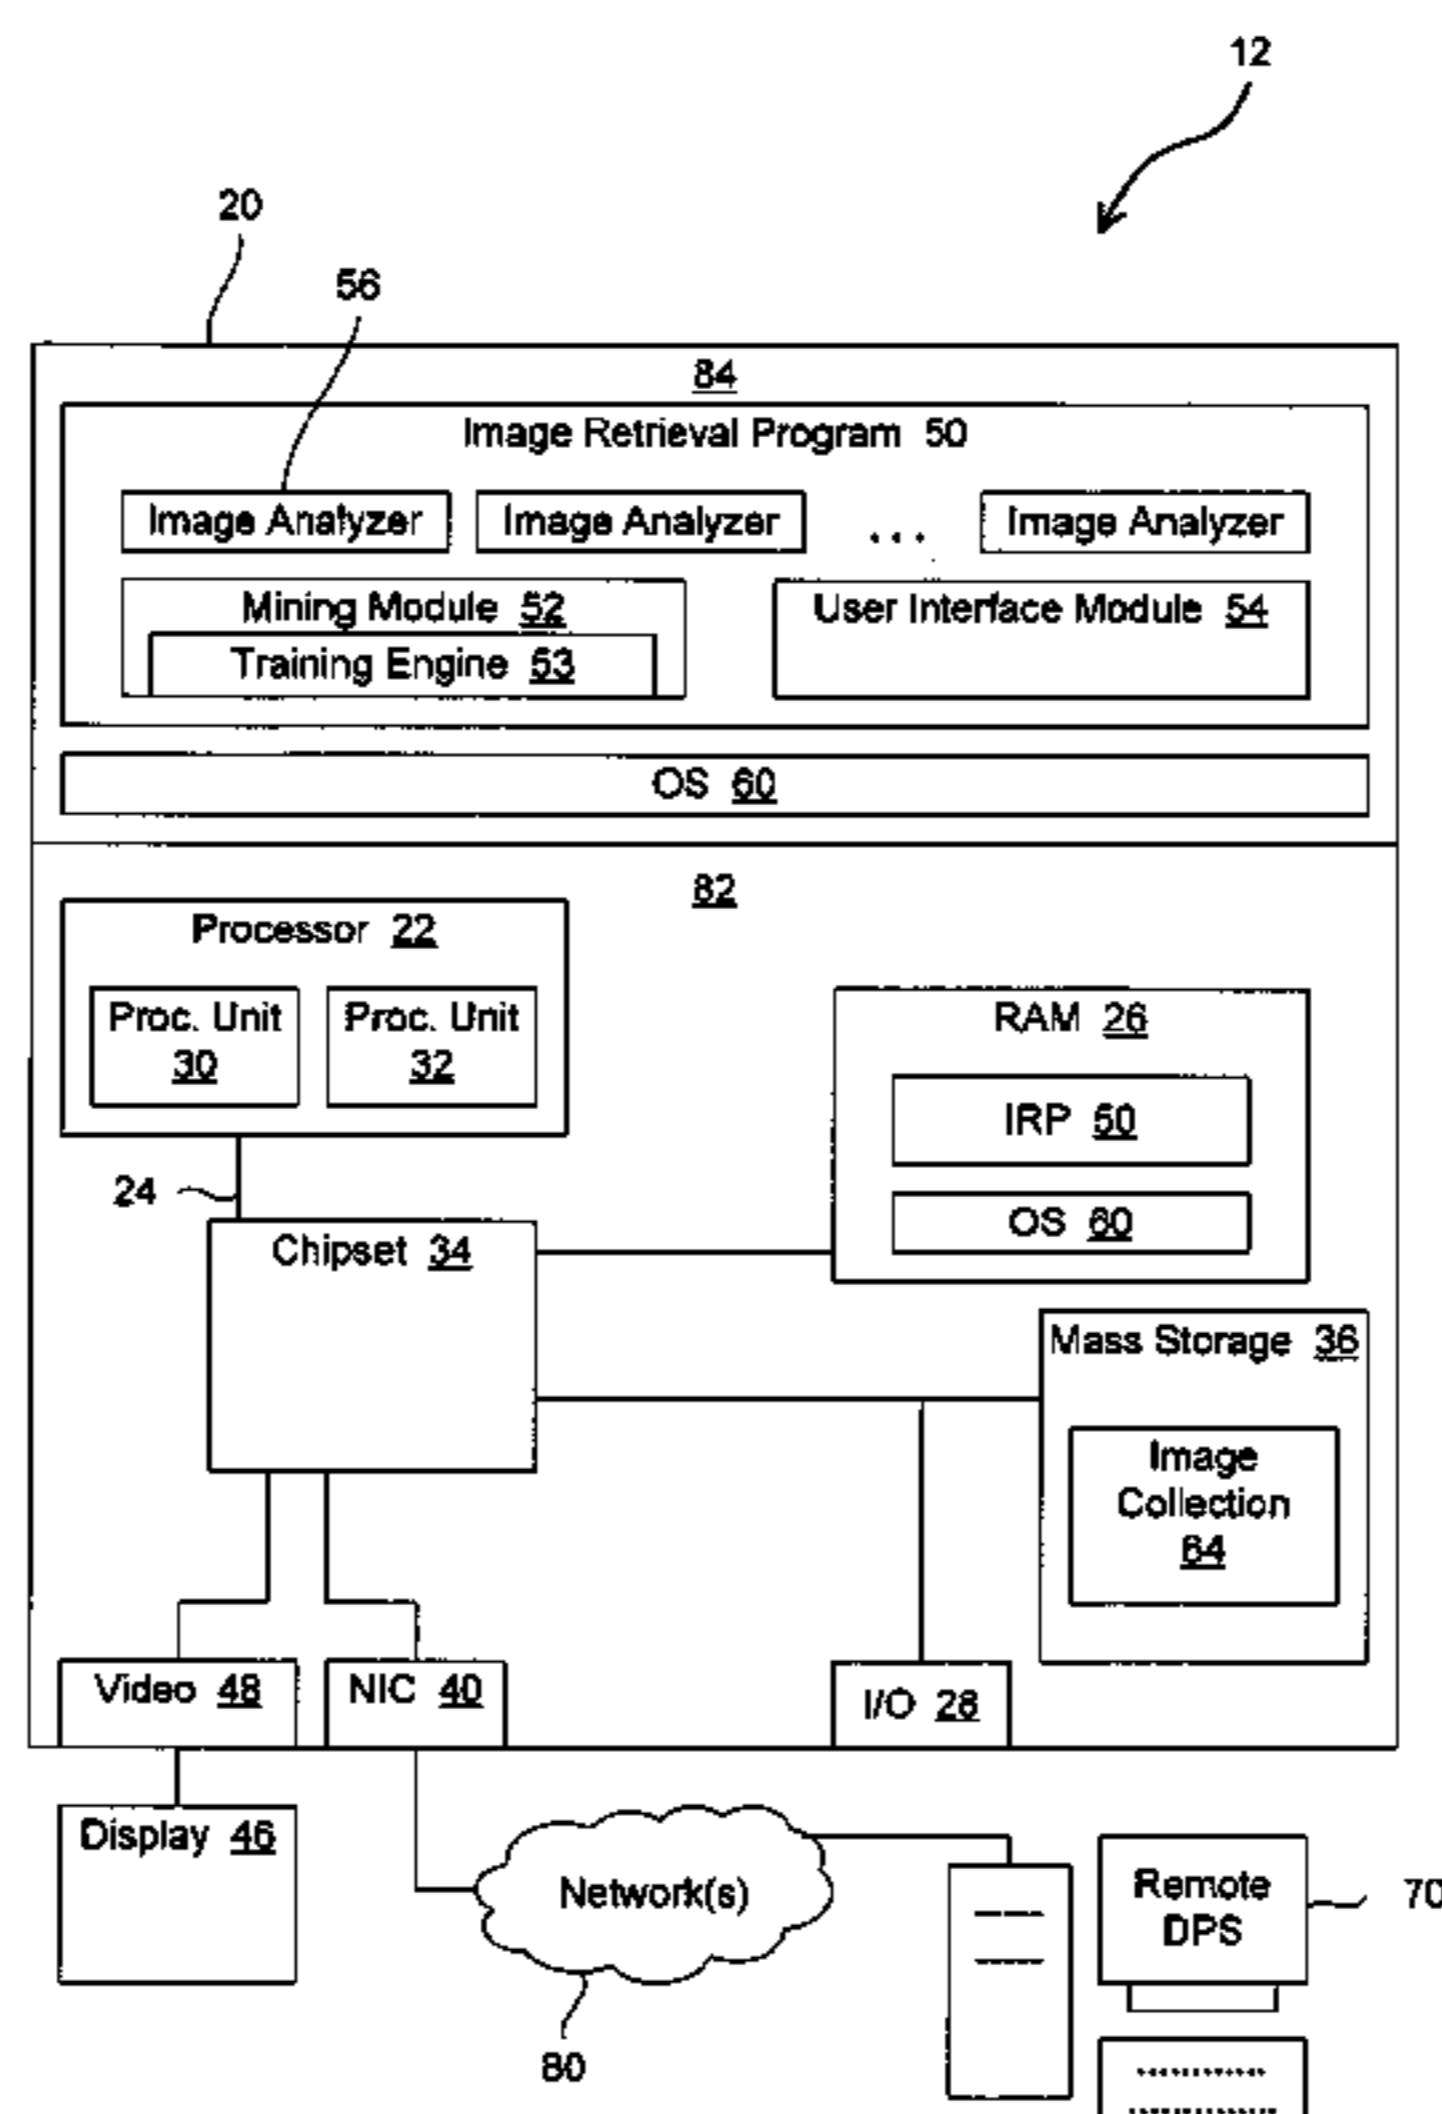 12
20
56
84
Image Retrieval Program 50
Image Analyzer Image Analyzer ... Image Analyzer
Mining Module 52 User Interface Module 54
Training Engine 53
OS 60
82
Processor 22
Proc. Unit 30 Proc. Unit 32
RAM 26
IRP 50
24
OS 60
Chipset 34
Mass Storage 36
Image
Collection
64
Video 48 NIC 40 I/O 28
Display 46
Network(s)
Remote
DPS
70
80